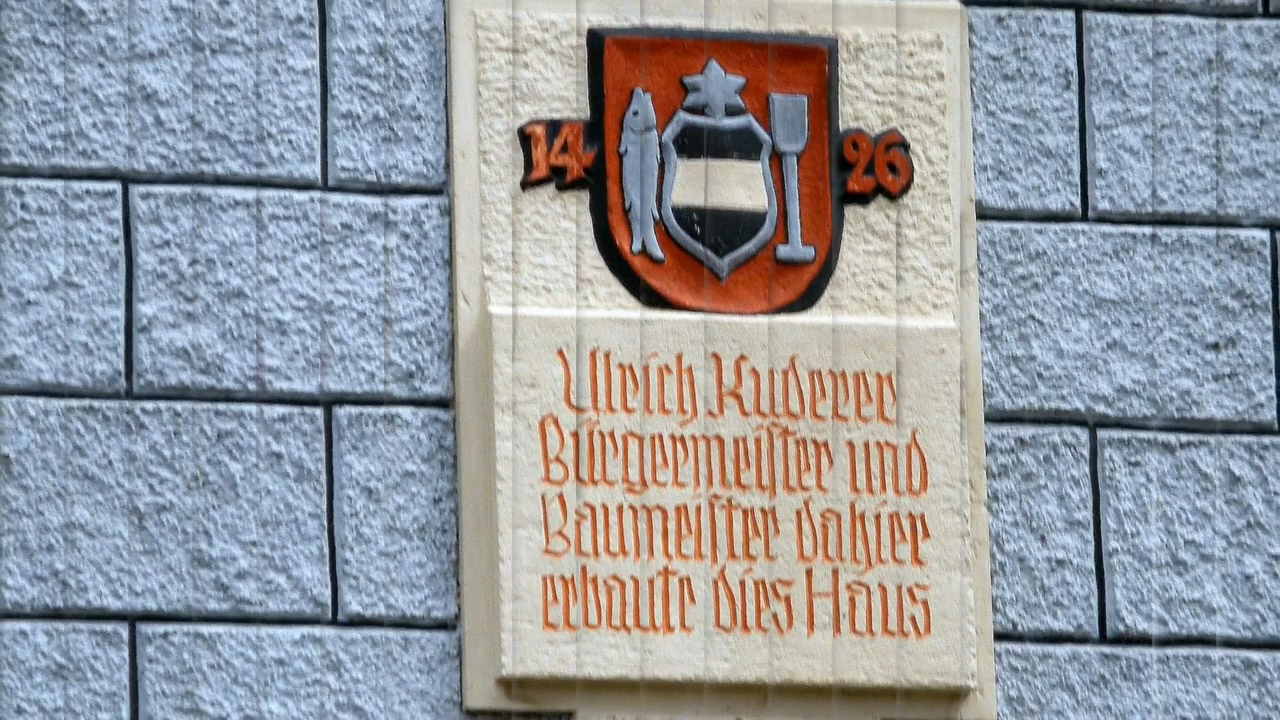 14 26
Ulrich Kuderer
Bürgermeister und
Baumeister dahier
erbaute dies Haus